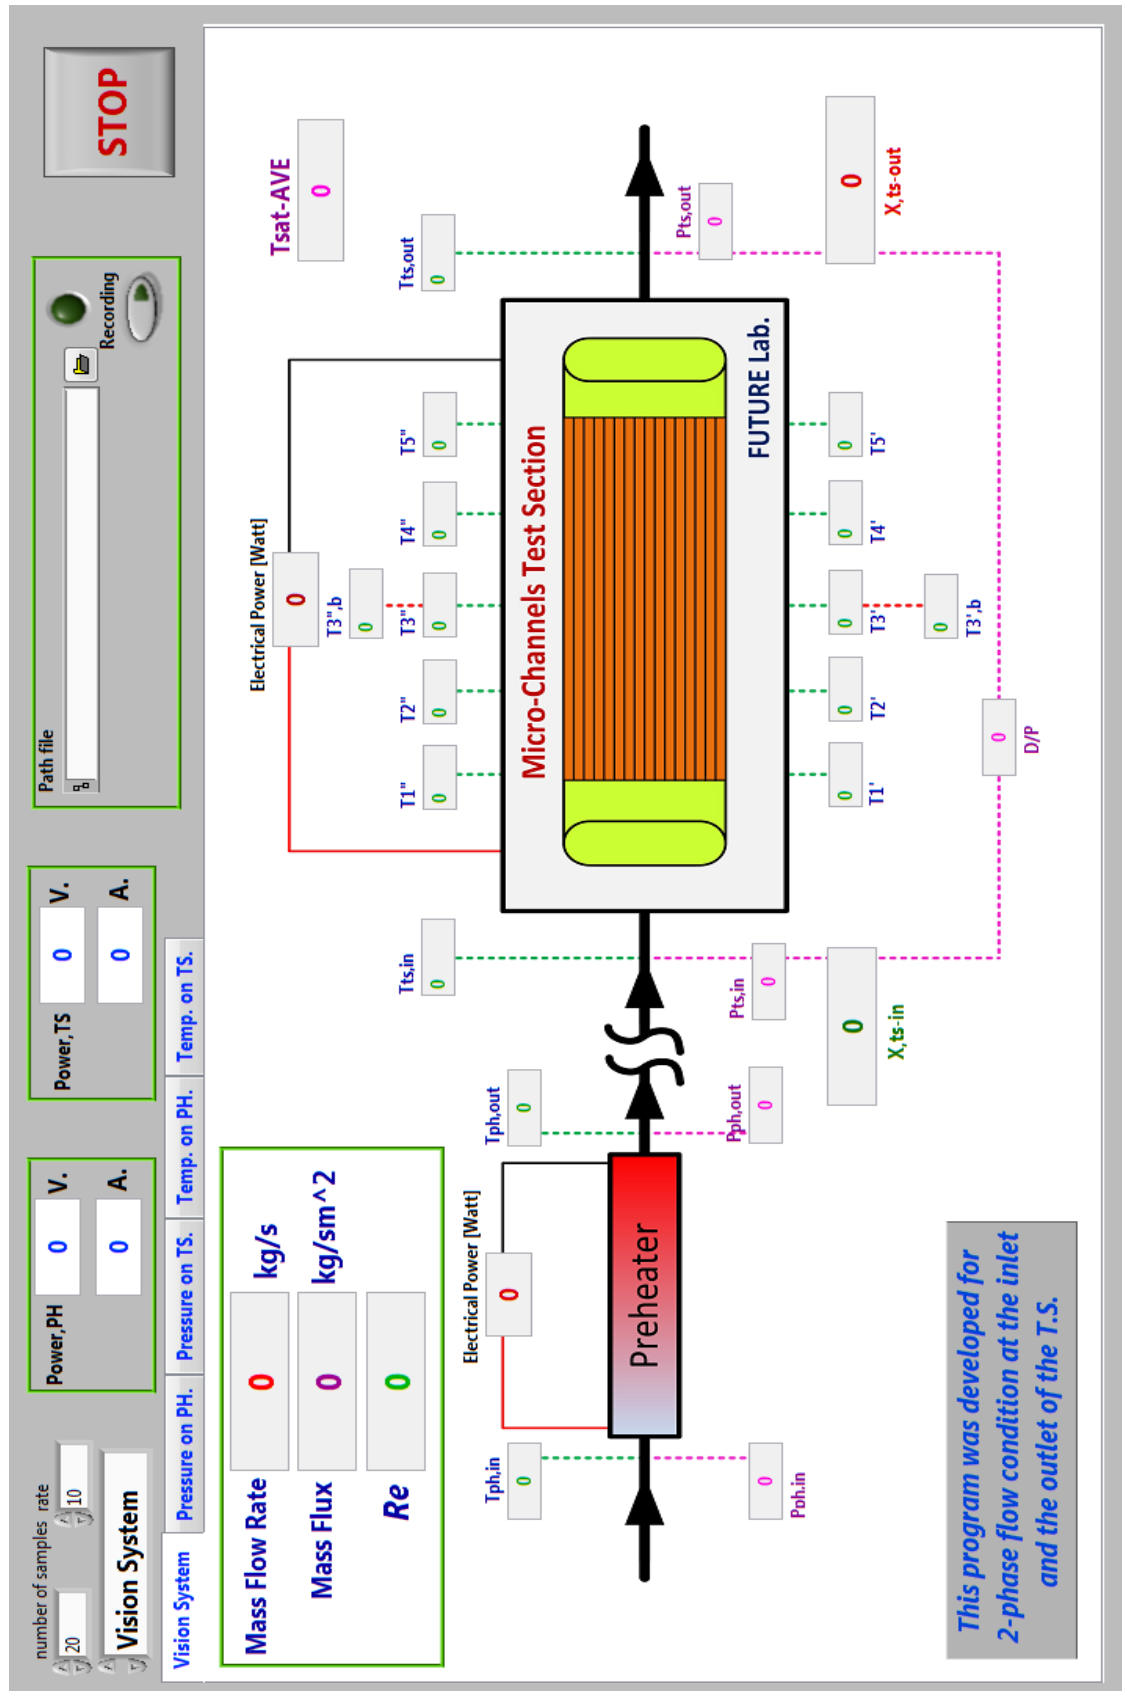 number of samples
20
rate
10
Vision System
Power,PH
0
V.
0
A.
Power,TS
0
V.
0
A.
Path file
Recording
STOP
Vision System
Pressure on PH.
Pressure on TS.
Temp. on PH.
Temp. on TS.
Mass Flow Rate
0
kg/s
Mass Flux
0
kg/sm^2
Re
0
Electrical Power [Watt]
0
Tsat-AVE
0
T3",b
0
Tts,in
0
T1"
0
T2"
0
T3"
0
T4"
0
T5"
0
Tts,out
0
Electrical Power [Watt]
0
Tph,in
0
Tph,out
0
Micro-Channels Test Section
Preheater
FUTURE Lab.
Pts,out
0
Pph,out
0
Pts,in
0
0
Pph.in
0
X,ts-in
0
T1'
0
T2'
0
T3'
0
T4'
0
T5'
0
X,ts-out
0
T3',b
0
D/P
This program was developed for
2-phase flow condition at the inlet
and the outlet of the T.S.